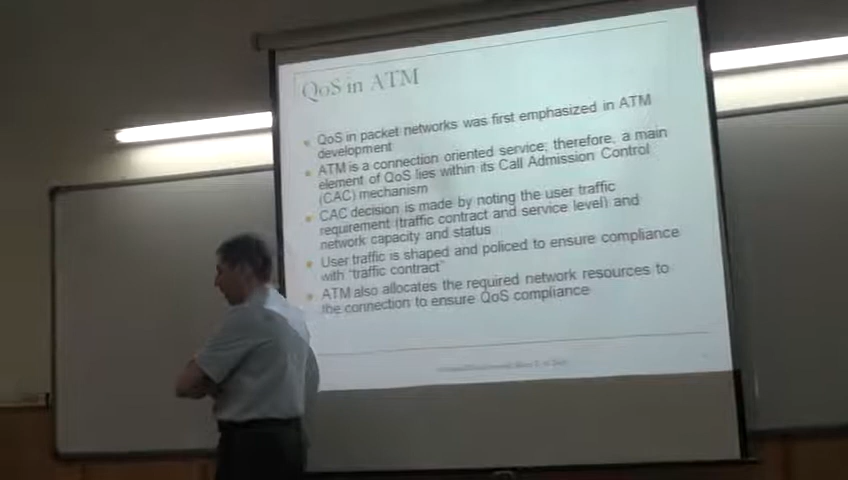 QoS in ATM
QoS in packet networks was first emphasized in ATM
development
ATM is a connection oriented service; therefore, a main
element of QoS lies within its Call Admission Control
(CAC) mechanism
CAC decision is made by noting the user traffic
requirement (traffic contract and service level) and
network capacity and status
User traffic is shaped and policed to ensure compliance
with "traffic contract"
ATM also allocates the required network resources to
the connection to ensure QoS compliance